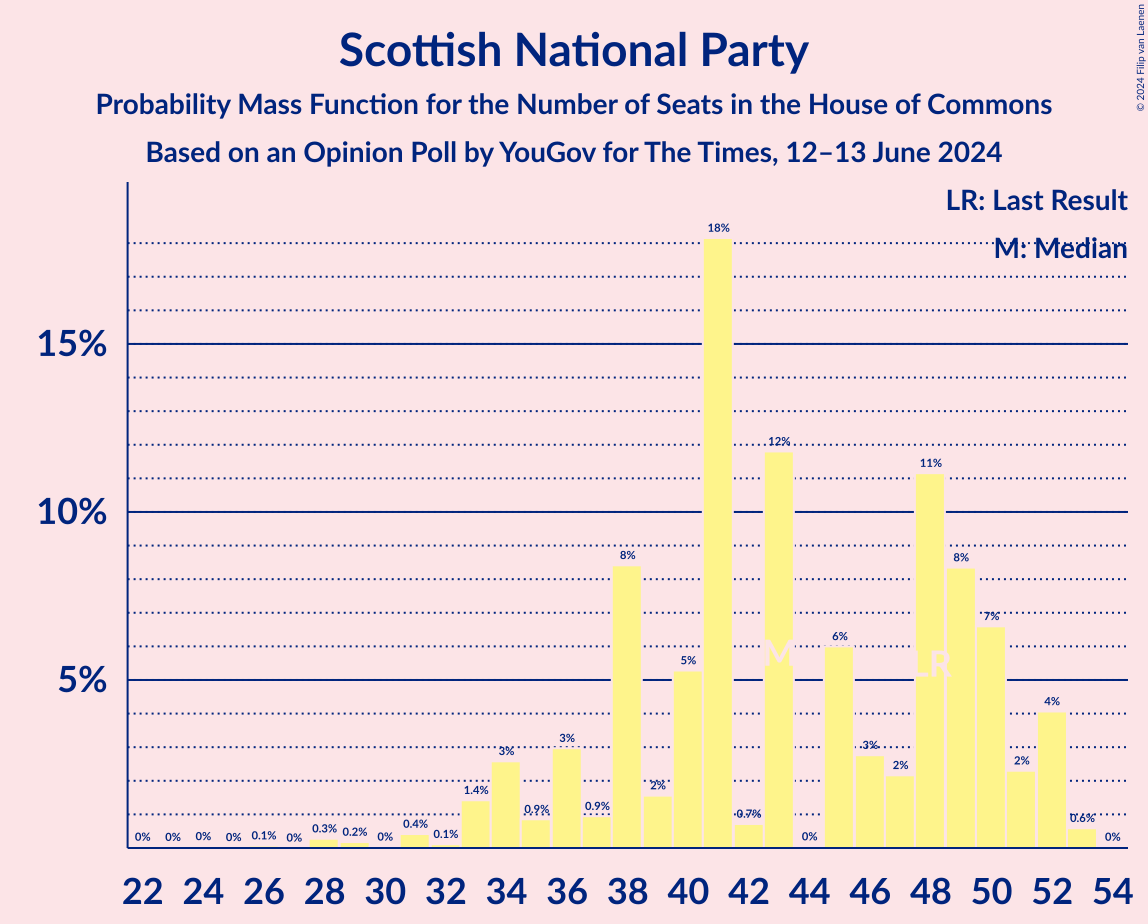 Scottish National Party
Probability Mass Function for the Number of Seats in the House of Commons
Based on an Opinion Poll by YouGov for The Times, 12–13 June 2024
© 2024 Filip van Laenen
LR: Last Result
M: Median
15%
10%
5%
0% 0% 0% 0% 0.1% 0% 0.3% 0.2% 0% 0.4% 0.1% 1.4% 3% 0.9% 3% 0.9% 8% 2% 5% 18% 0.7% 12% 0% 6% 3% 2% 11% 8% 7% 2% 4% 0.6% 0%
M LR
22 24 26 28 30 32 34 36 38 40 42 44 46 48 50 52 54